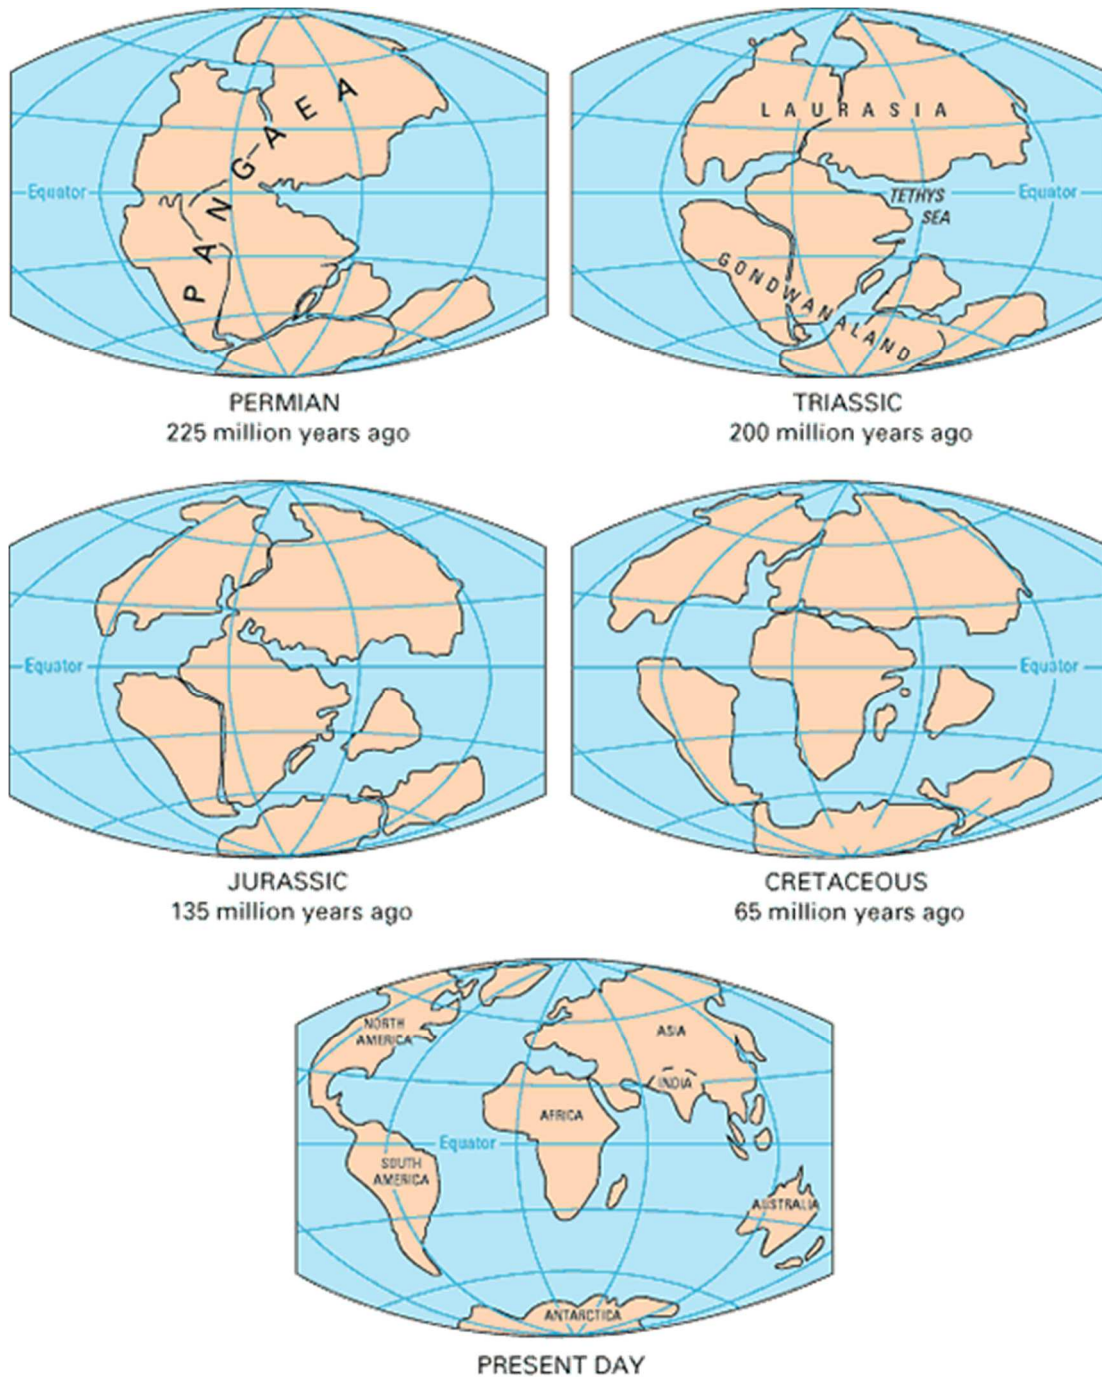 PANGAEA
Equator
PERMIAN
225 million years ago
LAURASIA
TETHYS
SEA
Equator
GONDWANALAND
TRIASSIC
200 million years ago
Equator
JURASSIC
135 million years ago
Equator
CRETACEOUS
65 million years ago
NORTH
AMERICA
ASIA
INDIA
AFRICA
Equator
SOUTH
AMERICA
AUSTRALIA
ANTARCTICA
PRESENT DAY